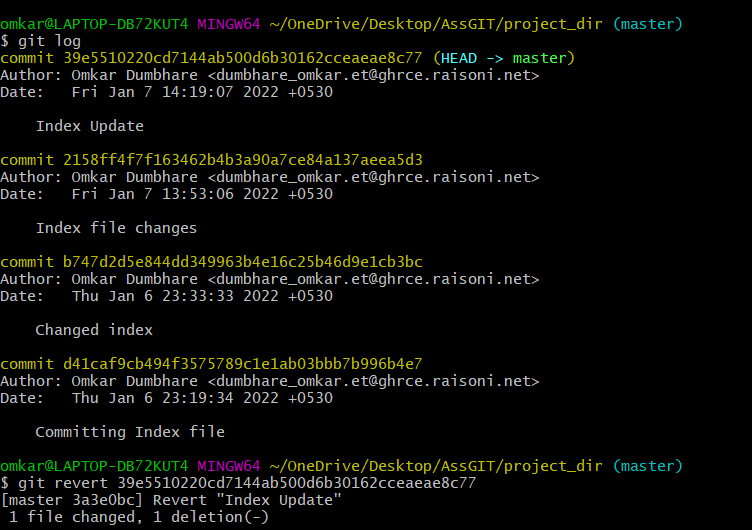 omkar@LAPTOP-DB72KUT4 MINGW64 ~/OneDrive/Desktop/AssGIT/project_dir (master)
$ git log
commit 39e5510220cd7144ab500d6b30162cceaeae8c77 (HEAD -> master)
Author: Omkar Dumbhare <dumbhare_omkar.et@ghrce.raisoni.net>
Date:   Fri Jan 7 14:19:07 2022 +0530
    Index Update
commit 2158ff4f7f163462b4b3a90a7ce84a137aeea5d3
Author: Omkar Dumbhare <dumbhare_omkar.et@ghrce.raisoni.net>
Date:   Fri Jan 7 13:53:06 2022 +0530
    Index file changes
commit b747d2d5e844dd349963b4e16c25b46d9e1cb3bc
Author: Omkar Dumbhare <dumbhare_omkar.et@ghrce.raisoni.net>
Date:   Thu Jan 6 23:33:33 2022 +0530
    Changed index
commit d41caf9cb494f3575789c1e1ab03bbb7b996b4e7
Author: Omkar Dumbhare <dumbhare_omkar.et@ghrce.raisoni.net>
Date:   Thu Jan 6 23:19:34 2022 +0530
    Committing Index file
omkar@LAPTOP-DB72KUT4 MINGW64 ~/OneDrive/Desktop/AssGIT/project_dir (master)
$ git revert 39e5510220cd7144ab500d6b30162cceaeae8c77
[master 3a3e0bc] Revert "Index Update"
 1 file changed, 1 deletion(-)